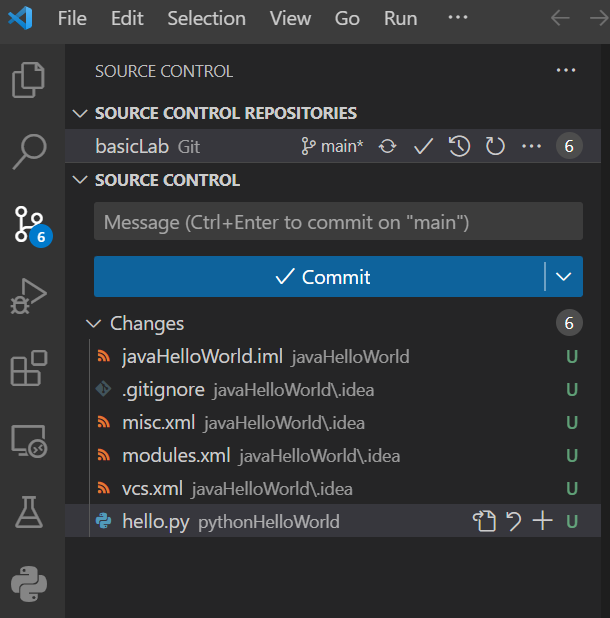 File Edit Selection View Go Run ···
SOURCE CONTROL ···
SOURCE CONTROL REPOSITORIES
basicLab Git main* ··· 6
SOURCE CONTROL
6
Message (Ctrl+Enter to commit on "main")
Commit
Changes 6
javaHelloWorld.iml javaHelloWorld U
.gitignore javaHelloWorld\.idea U
misc.xml javaHelloWorld\.idea U
modules.xml javaHelloWorld\.idea U
vcs.xml javaHelloWorld\.idea U
hello.py pythonHelloWorld U